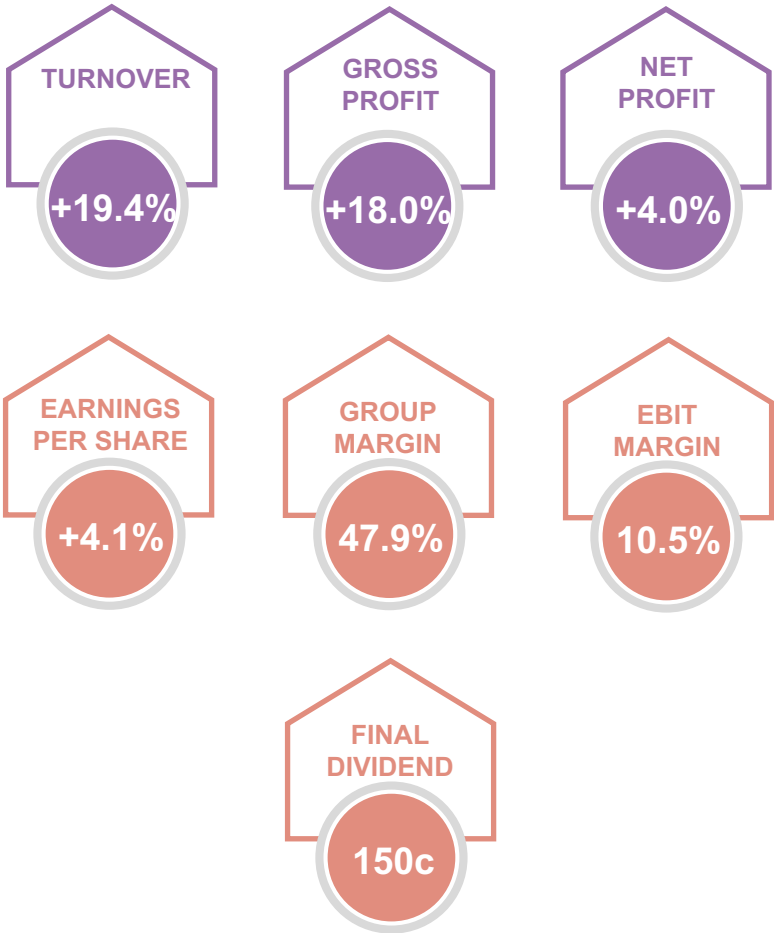 TURNOVER
+19.4%
GROSS
PROFIT
+18.0%
NET
PROFIT
+4.0%
EARNINGS
PER SHARE
+4.1%
GROUP
MARGIN
47.9%
EBIT
MARGIN
10.5%
FINAL
DIVIDEND
150c